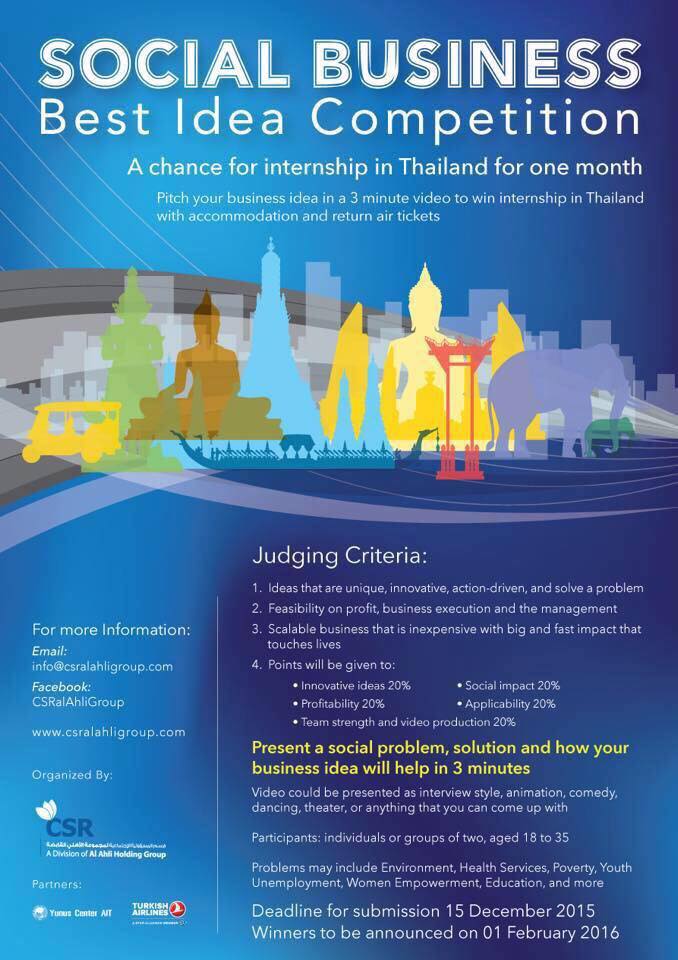 SOCIAL BUSINESS
Best Idea Competition
A chance for internship in Thailand for one month
Pitch your business idea in a 3 minute video to win internship in Thailand
with accommodation and return air tickets
Judging Criteria:
1. Ideas that are unique, innovative, action-driven, and solve a problem
2. Feasibility on profit, business execution and the management
3. Scalable business that is inexpensive with big and fast impact that
touches lives
4. Points will be given to:
• Innovative ideas 20%
• Social impact 20%
• Profitability 20%
• Applicability 20%
• Team strength and video production 20%
Present a social problem, solution and how your
business idea will help in 3 minutes
Video could be presented as interview style, animation, comedy,
dancing, theater, or anything that you can come up with
Participants: individuals or groups of two, aged 18 to 35
Problems may include Environment, Health Services, Poverty, Youth
Unemployment, Women Empowerment, Education, and more
Deadline for submission 15 December 2015
Winners to be announced on 01 February 2016
For more Information:
Email:
info@csralahligroup.com
Facebook:
CSRalAhliGroup
www.csralahligroup.com
Organized By:
CSR
A Division of Al Ahli Holding Group
Partners:
Yunus Center AIT
TURKISH
AIRLINES